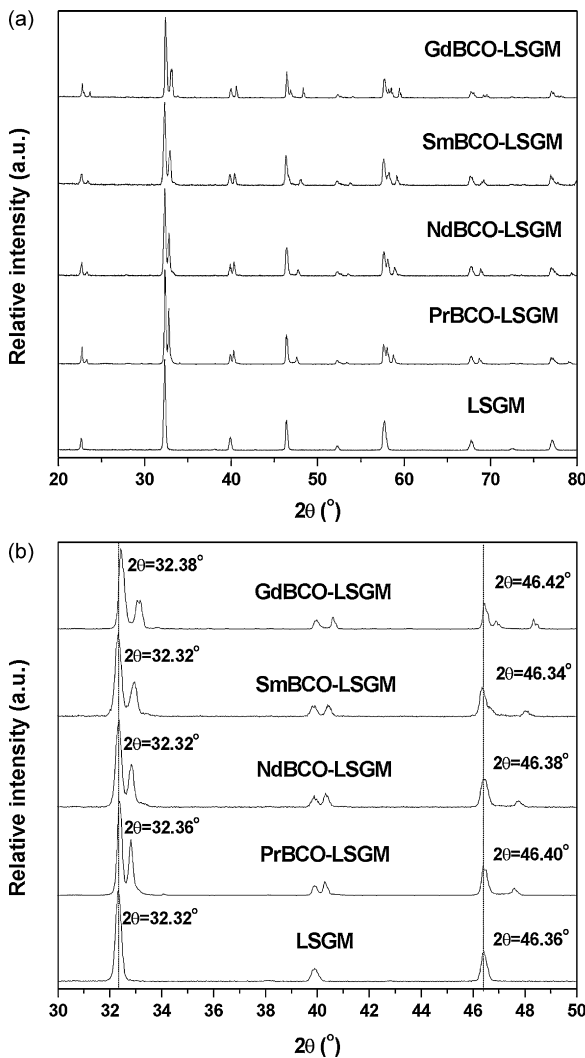 (a)
GdBCO-LSGM
SmBCO-LSGM
NdBCO-LSGM
PrBCO-LSGM
LSGM
Relative intensity (a.u.)
20 30 40 50 60 70 80
2θ (°)
(b)
2θ=32.38° 2θ=46.42°
GdBCO-LSGM
2θ=32.32° 2θ=46.34°
SmBCO-LSGM
2θ=32.32° 2θ=46.38°
NdBCO-LSGM
2θ=32.36° 2θ=46.40°
PrBCO-LSGM
2θ=32.32° 2θ=46.36°
LSGM
Relative intensity (a.u.)
30 32 34 36 38 40 42 44 46 48 50
2θ (°)